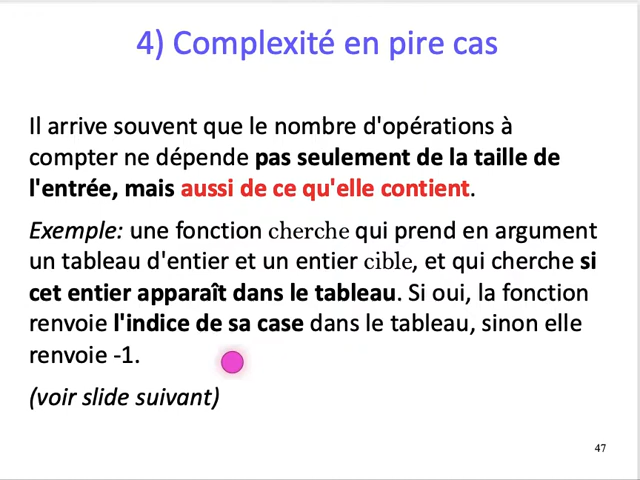 4) Complexité en pire cas
Il arrive souvent que le nombre d'opérations à
compter ne dépende pas seulement de la taille de
l'entrée, mais aussi de ce qu'elle contient.
Exemple: une fonction cherche qui prend en argument
un tableau d'entier et un entier cible, et qui cherche si
cet entier apparaît dans le tableau. Si oui, la fonction
renvoie l'indice de sa case dans le tableau, sinon elle
renvoie -1.
(voir slide suivant)
47